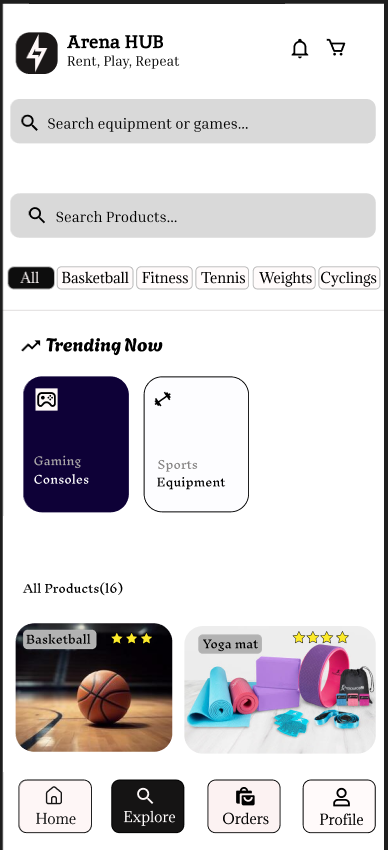 Arena HUB
Rent, Play, Repeat
Search equipment or games...
Search Products...
All Basketball Fitness Tennis Weights Cyclings
Trending Now
Gaming
Consoles
Sports
Equipment
All Products(16)
Basketball
Yoga mat
Home Explore Orders Profile